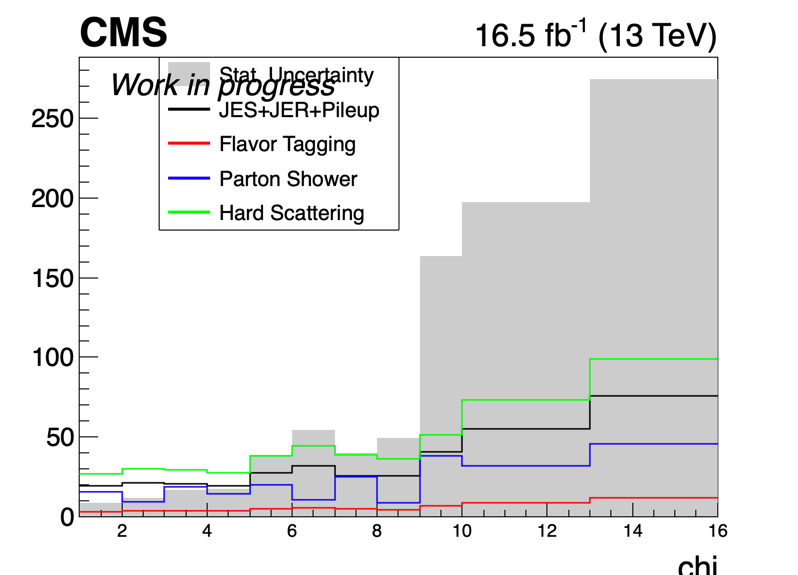 CMS 16.5 fb⁻¹ (13 TeV)
Stat. Uncertainty
Work in progress
JES+JER+Pileup
Flavor Tagging
Parton Shower
Hard Scattering
250
200
150
100
50
0
2 4 6 8 10 12 14 16
chi